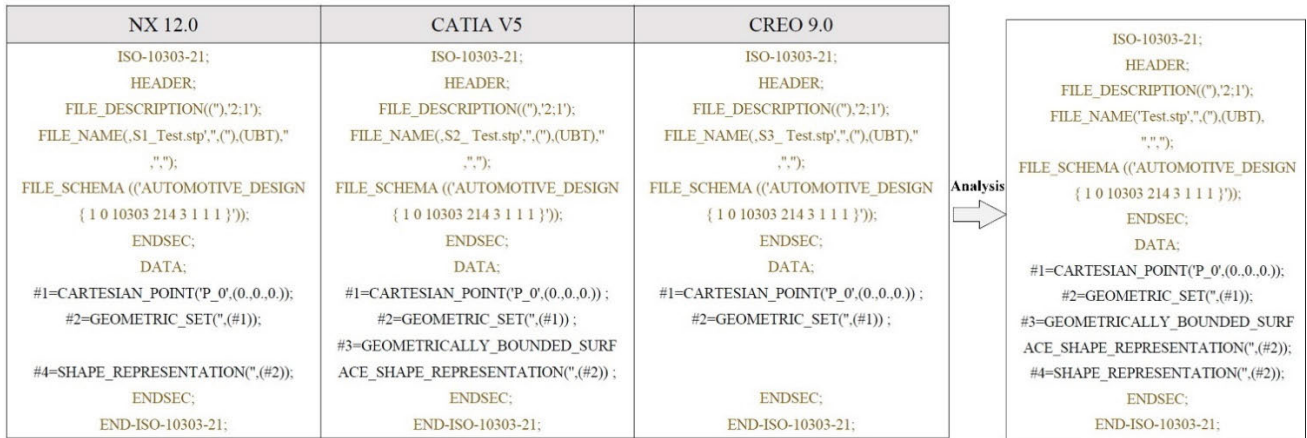 NX 12.0
ISO-10303-21;
HEADER;
FILE_DESCRIPTION((''),'2;1');
FILE_NAME(,S1_Test.stp','',(''),(UBT),''
,'','');
FILE_SCHEMA (('AUTOMOTIVE_DESIGN
{ 1 0 10303 214 3 1 1 1 }'));
ENDSEC;
DATA;
#1=CARTESIAN_POINT('P_0',(0.,0.,0.));
#2=GEOMETRIC_SET('',(#1));
#4=SHAPE_REPRESENTATION('',(#2));
ENDSEC;
END-ISO-10303-21;
CATIA V5
ISO-10303-21;
HEADER;
FILE_DESCRIPTION((''),'2;1');
FILE_NAME(,S2_ Test.stp','',(''),(UBT),''
,'','');
FILE_SCHEMA (('AUTOMOTIVE_DESIGN
{ 1 0 10303 214 3 1 1 1 }'));
ENDSEC;
DATA;
#1=CARTESIAN_POINT('P_0',(0.,0.,0.)) ;
#2=GEOMETRIC_SET('',(#1)) ;
#3=GEOMETRICALLY_BOUNDED_SURF
ACE_SHAPE_REPRESENTATION('',(#2)) ;
ENDSEC;
END-ISO-10303-21;
CREO 9.0
ISO-10303-21;
HEADER;
FILE_DESCRIPTION((''),'2;1');
FILE_NAME(,S3_ Test.stp','',(''),(UBT),''
,'','');
FILE_SCHEMA (('AUTOMOTIVE_DESIGN
{ 1 0 10303 214 3 1 1 1 }'));
ENDSEC;
DATA;
#1=CARTESIAN_POINT('P_0',(0.,0.,0.)) ;
#2=GEOMETRIC_SET('',(#1)) ;
ENDSEC;
END-ISO-10303-21;
Analysis
ISO-10303-21;
HEADER;
FILE_DESCRIPTION((''),'2;1');
FILE_NAME('Test.stp','',(''),(UBT),
'','','');
FILE_SCHEMA (('AUTOMOTIVE_DESIGN
{ 1 0 10303 214 3 1 1 1 }'));
ENDSEC;
DATA;
#1=CARTESIAN_POINT('P_0',(0.,0.,0.));
#2=GEOMETRIC_SET('',(#1));
#3=GEOMETRICALLY_BOUNDED_SURF
ACE_SHAPE_REPRESENTATION('',(#2));
#4=SHAPE_REPRESENTATION('',(#2));
ENDSEC;
END-ISO-10303-21;